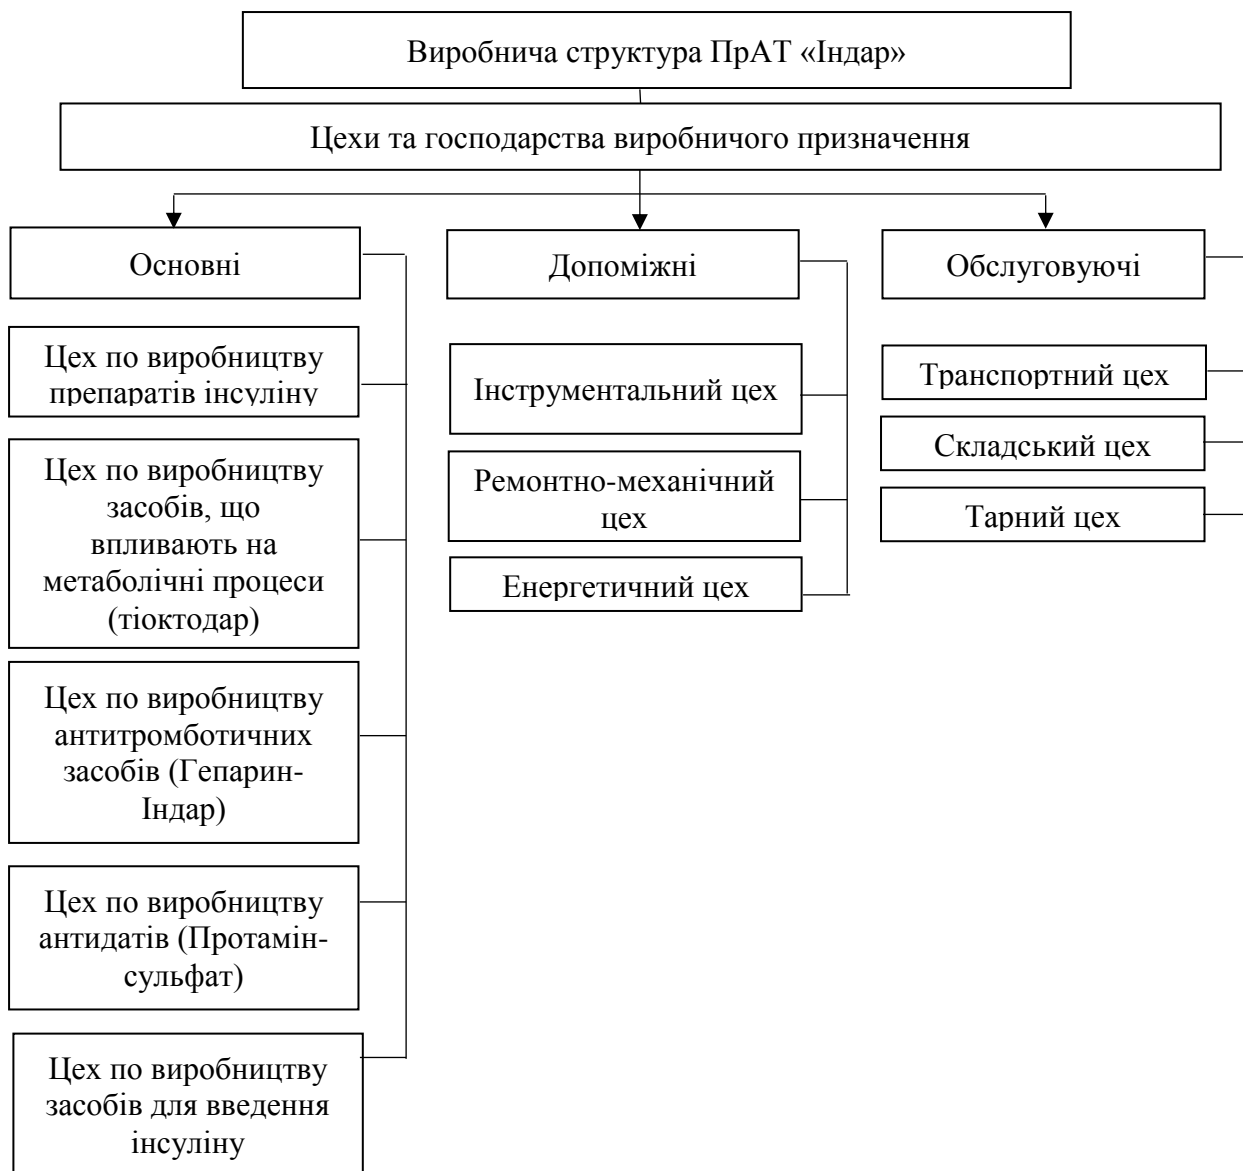 Виробнича структура ПрАТ «Індар»
Цехи та господарства виробничого призначення
Основні
Цех по виробництву
препаратів інсуліну
Цех по виробництву
засобів, що
впливають на
метаболічні процеси
(тіоктодар)
Цех по виробництву
антитромботичних
засобів (Гепарин-
Індар)
Цех по виробництву
антидатів (Протамін-
сульфат)
Цех по виробництву
засобів для введення
інсуліну
Допоміжні
Інструментальний цех
Ремонтно-механічний
цех
Енергетичний цех
Обслуговуючі
Транспортний цех
Складський цех
Тарний цех